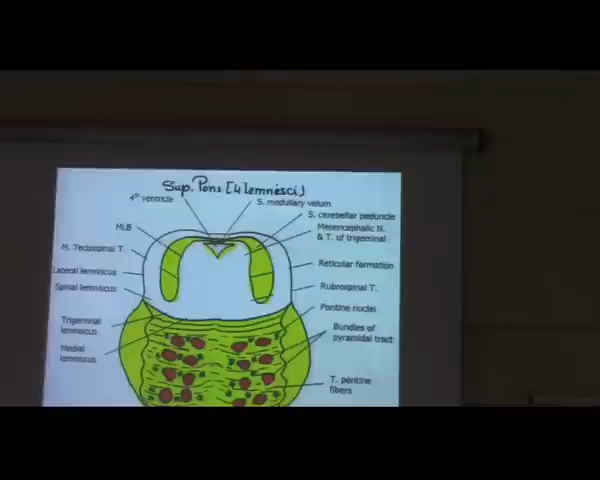 Sup. Pons [4 lemnesci)
4th ventricle
S. medullary velum
S. cerebellar peduncle
MLB
Mesencephalic N.
& T. of trigeminal
M. Tectospinal T.
Lateral lemniscus
Reticular formation
Spinal lemniscus
Rubrospinal T.
Pontine nuclei
Trigeminal
lemniscus
Bundles of
pyramidal tract
Medial
lemniscus
T. pontine
fibers